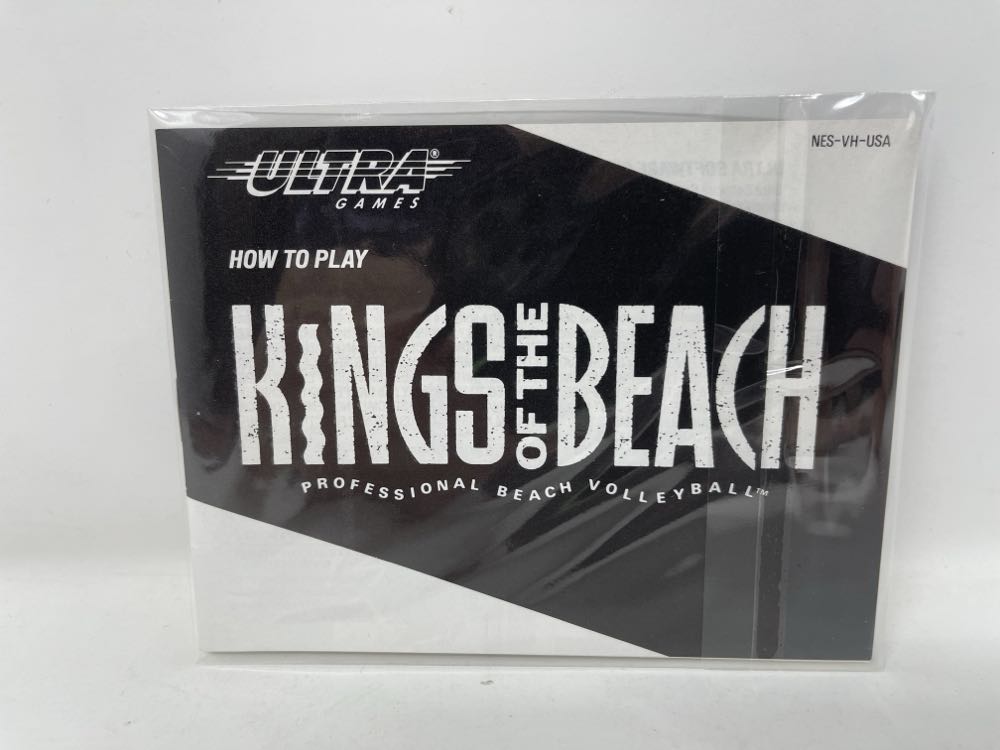 NES-VH-USA
ULTRA®
GAMES
HOW TO PLAY
KINGS OF THE BEACH
PROFESSIONAL BEACH VOLLEYBALL™